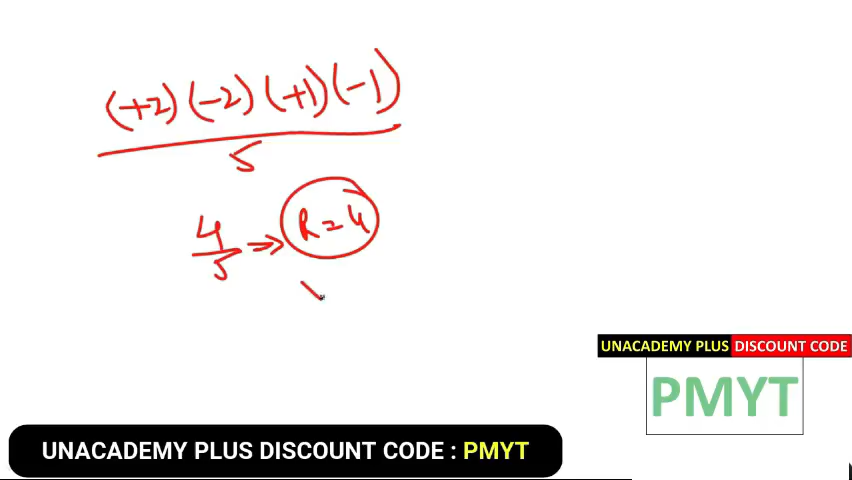 (+2) (-2) (+1) (-1)
5
4
5 => R = 4
UNACADEMY PLUS DISCOUNT CODE
PMYT
UNACADEMY PLUS DISCOUNT CODE : PMYT